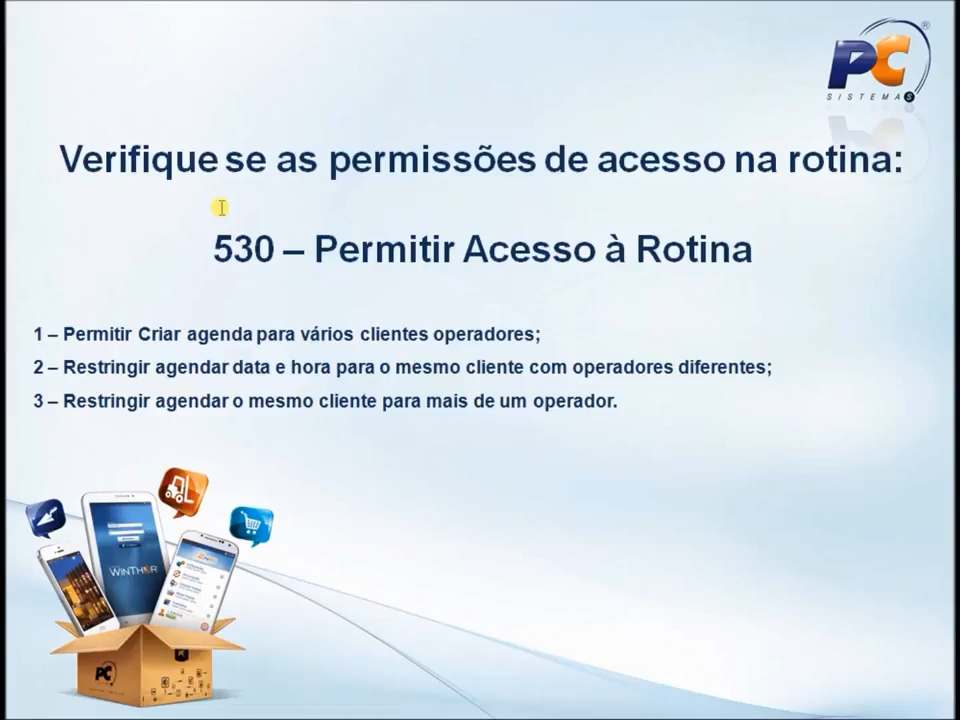 PC
SISTEMAS
®
Verifique se as permissões de acesso na rotina:
530 – Permitir Acesso à Rotina
1 – Permitir Criar agenda para vários clientes operadores;
2 – Restringir agendar data e hora para o mesmo cliente com operadores diferentes;
3 – Restringir agendar o mesmo cliente para mais de um operador.
WINTHOR
PC